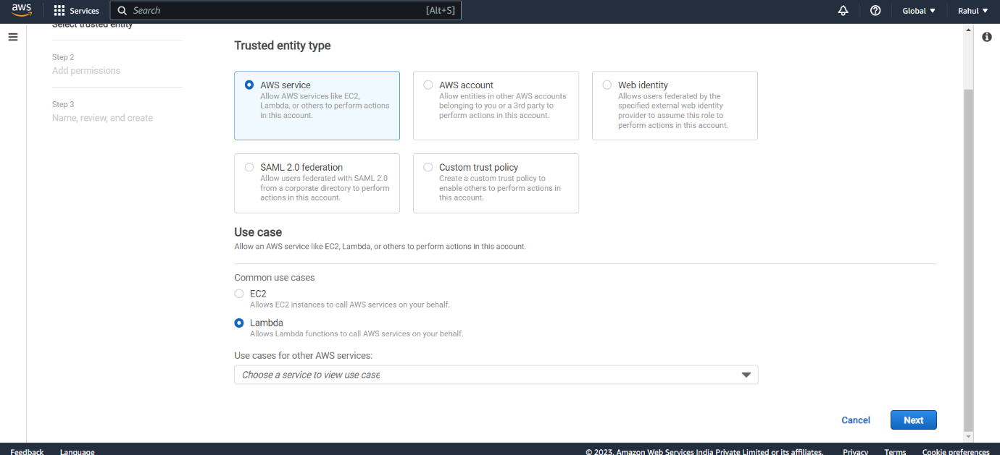 aws
Services
Search
[Alt+S]
Global
Rahul
Select trusted entity
Step 2
Add permissions
Step 3
Name, review, and create
Trusted entity type
AWS service
Allow AWS services like EC2,
Lambda, or others to perform actions
in this account.
AWS account
Allow entities in other AWS accounts
belonging to you or a 3rd party to
perform actions in this account.
Web identity
Allows users federated by the
specified external web identity
provider to assume this role to
perform actions in this account.
SAML 2.0 federation
Allow users federated with SAML 2.0
from a corporate directory to perform
actions in this account.
Custom trust policy
Create a custom trust policy to
enable others to perform actions in
this account.
Use case
Allow an AWS service like EC2, Lambda, or others to perform actions in this account.
Common use cases
EC2
Allows EC2 instances to call AWS services on your behalf.
Lambda
Allows Lambda functions to call AWS services on your behalf.
Use cases for other AWS services:
Choose a service to view use case
Cancel
Next
Feedback
Language
© 2023, Amazon Web Services India Private Limited or its affiliates.
Privacy
Terms
Cookie preferences